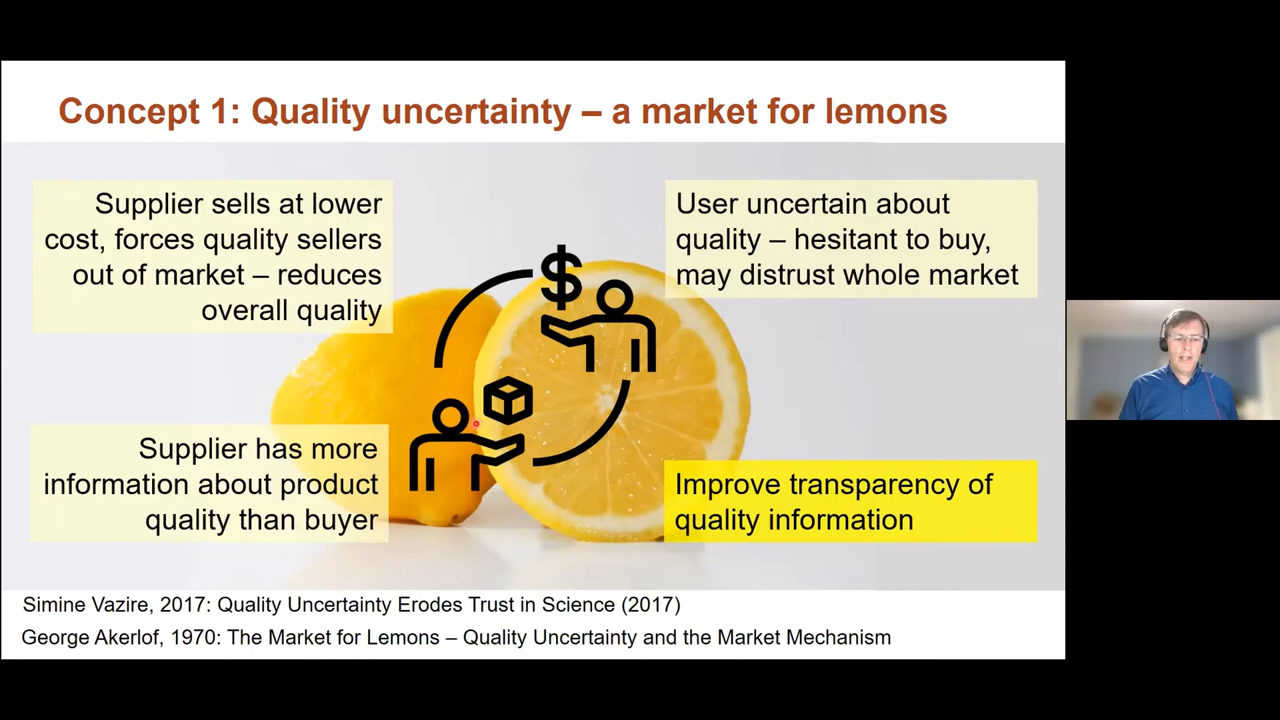 Concept 1: Quality uncertainty – a market for lemons
Supplier sells at lower
cost, forces quality sellers
out of market – reduces
overall quality
User uncertain about
quality – hesitant to buy,
may distrust whole market
$
Supplier has more
information about product
quality than buyer
Improve transparency of
quality information
Simine Vazire, 2017: Quality Uncertainty Erodes Trust in Science (2017)
George Akerlof, 1970: The Market for Lemons – Quality Uncertainty and the Market Mechanism